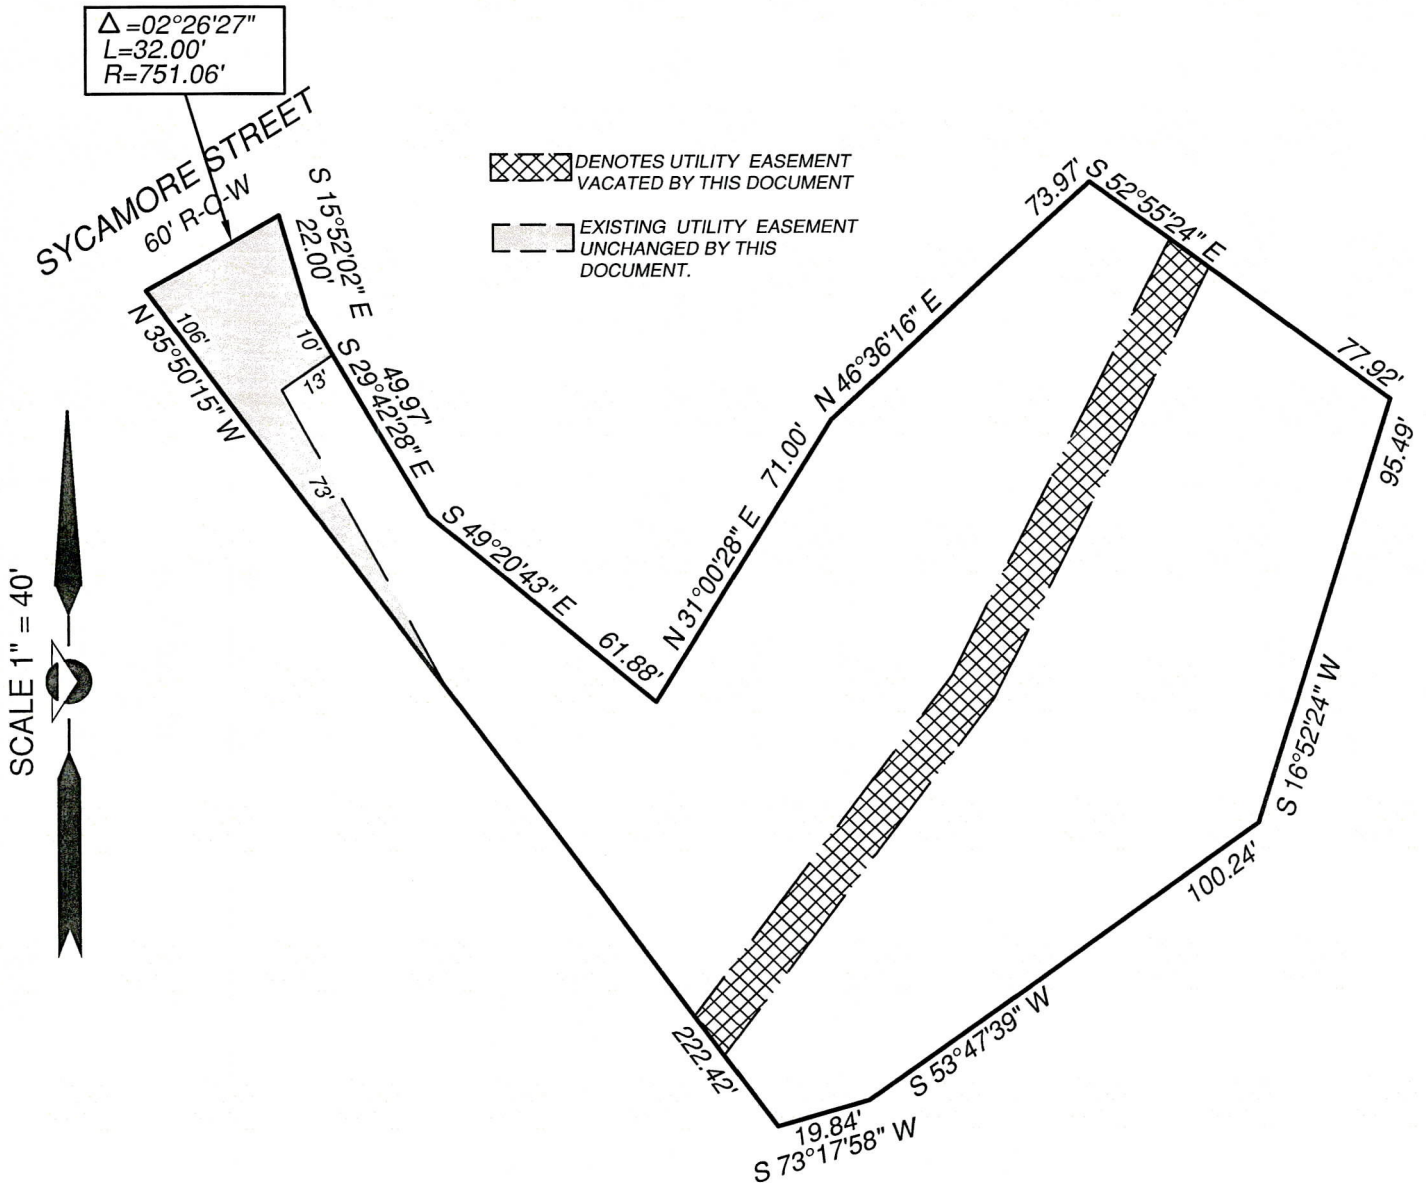 Δ=02°26'27"
L=32.00'
R=751.06'
SYCAMORE STREET
60' R-O-W
S 15°52'02" E
22.00'
DENOTES UTILITY EASEMENT
VACATED BY THIS DOCUMENT
EXISTING UTILITY EASEMENT
UNCHANGED BY THIS
DOCUMENT.
73.97'
S 52°55'24" E
N 46°36'16" E
77.92'
95.49'
N 35°50'15" W
106'
10'
13'
49.97'
S 29°42'28" E
73'
71.00'
N 31°00'28" E
S 49°20'43" E
61.88'
SCALE 1" = 40'
S 16°52'24" W
100.24'
S 53°47'39" W
222.42'
19.84'
S 73°17'58" W